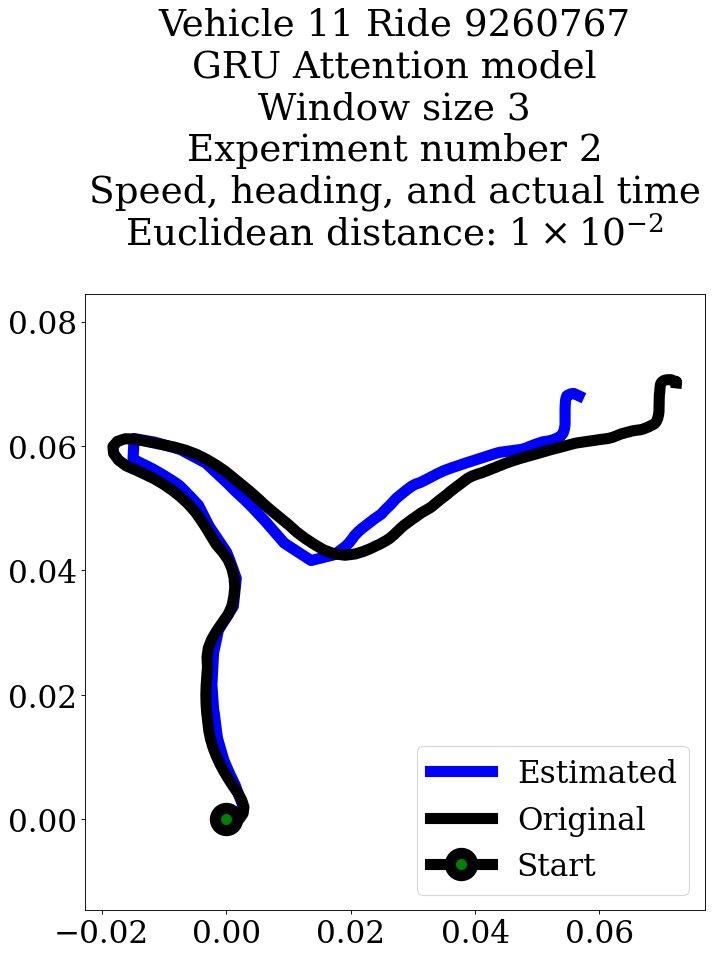 Vehicle 11 Ride 9260767
GRU Attention model
Window size 3
Experiment number 2
Speed, heading, and actual time
Euclidean distance: 1 × 10⁻²
0.08
0.06
0.04
0.02
0.00
Estimated
Original
Start
−0.02 0.00 0.02 0.04 0.06